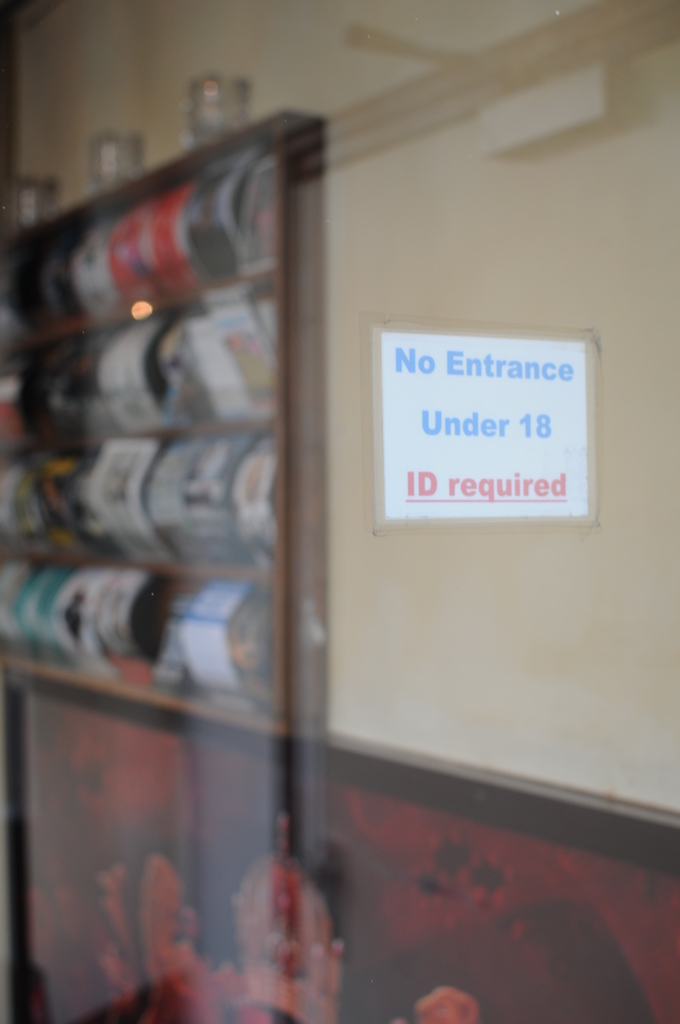 No Entrance
Under 18
ID required